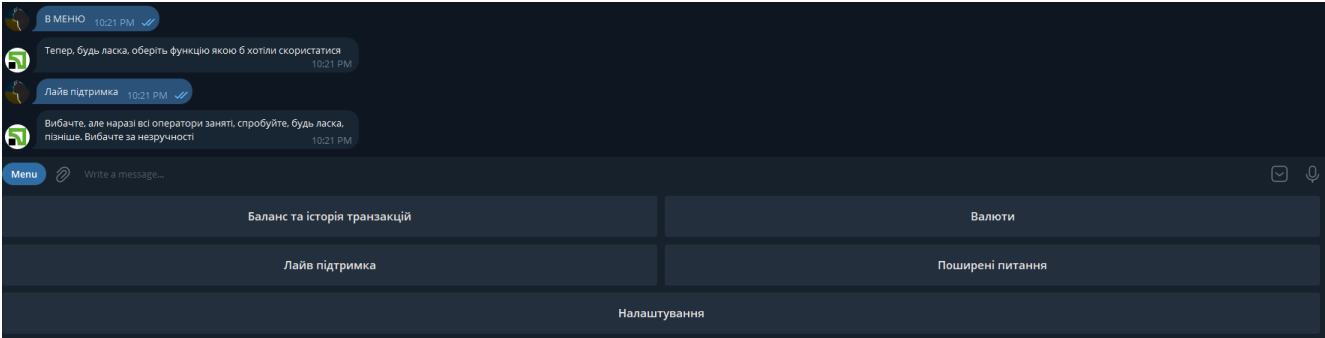 В МЕНЮ 10:21 PM
Тепер, будь ласка, оберіть функцію якою б хотіли скористатися
10:21 PM
Лайв підтримка 10:21 PM
Вибачте, але наразі всі оператори заняті, спробуйте, будь ласка,
пізніше. Вибачте за незручності
10:21 PM
Menu Write a message...
Баланс та історія транзакцій Валюти
Лайв підтримка Поширені питання
Налаштування